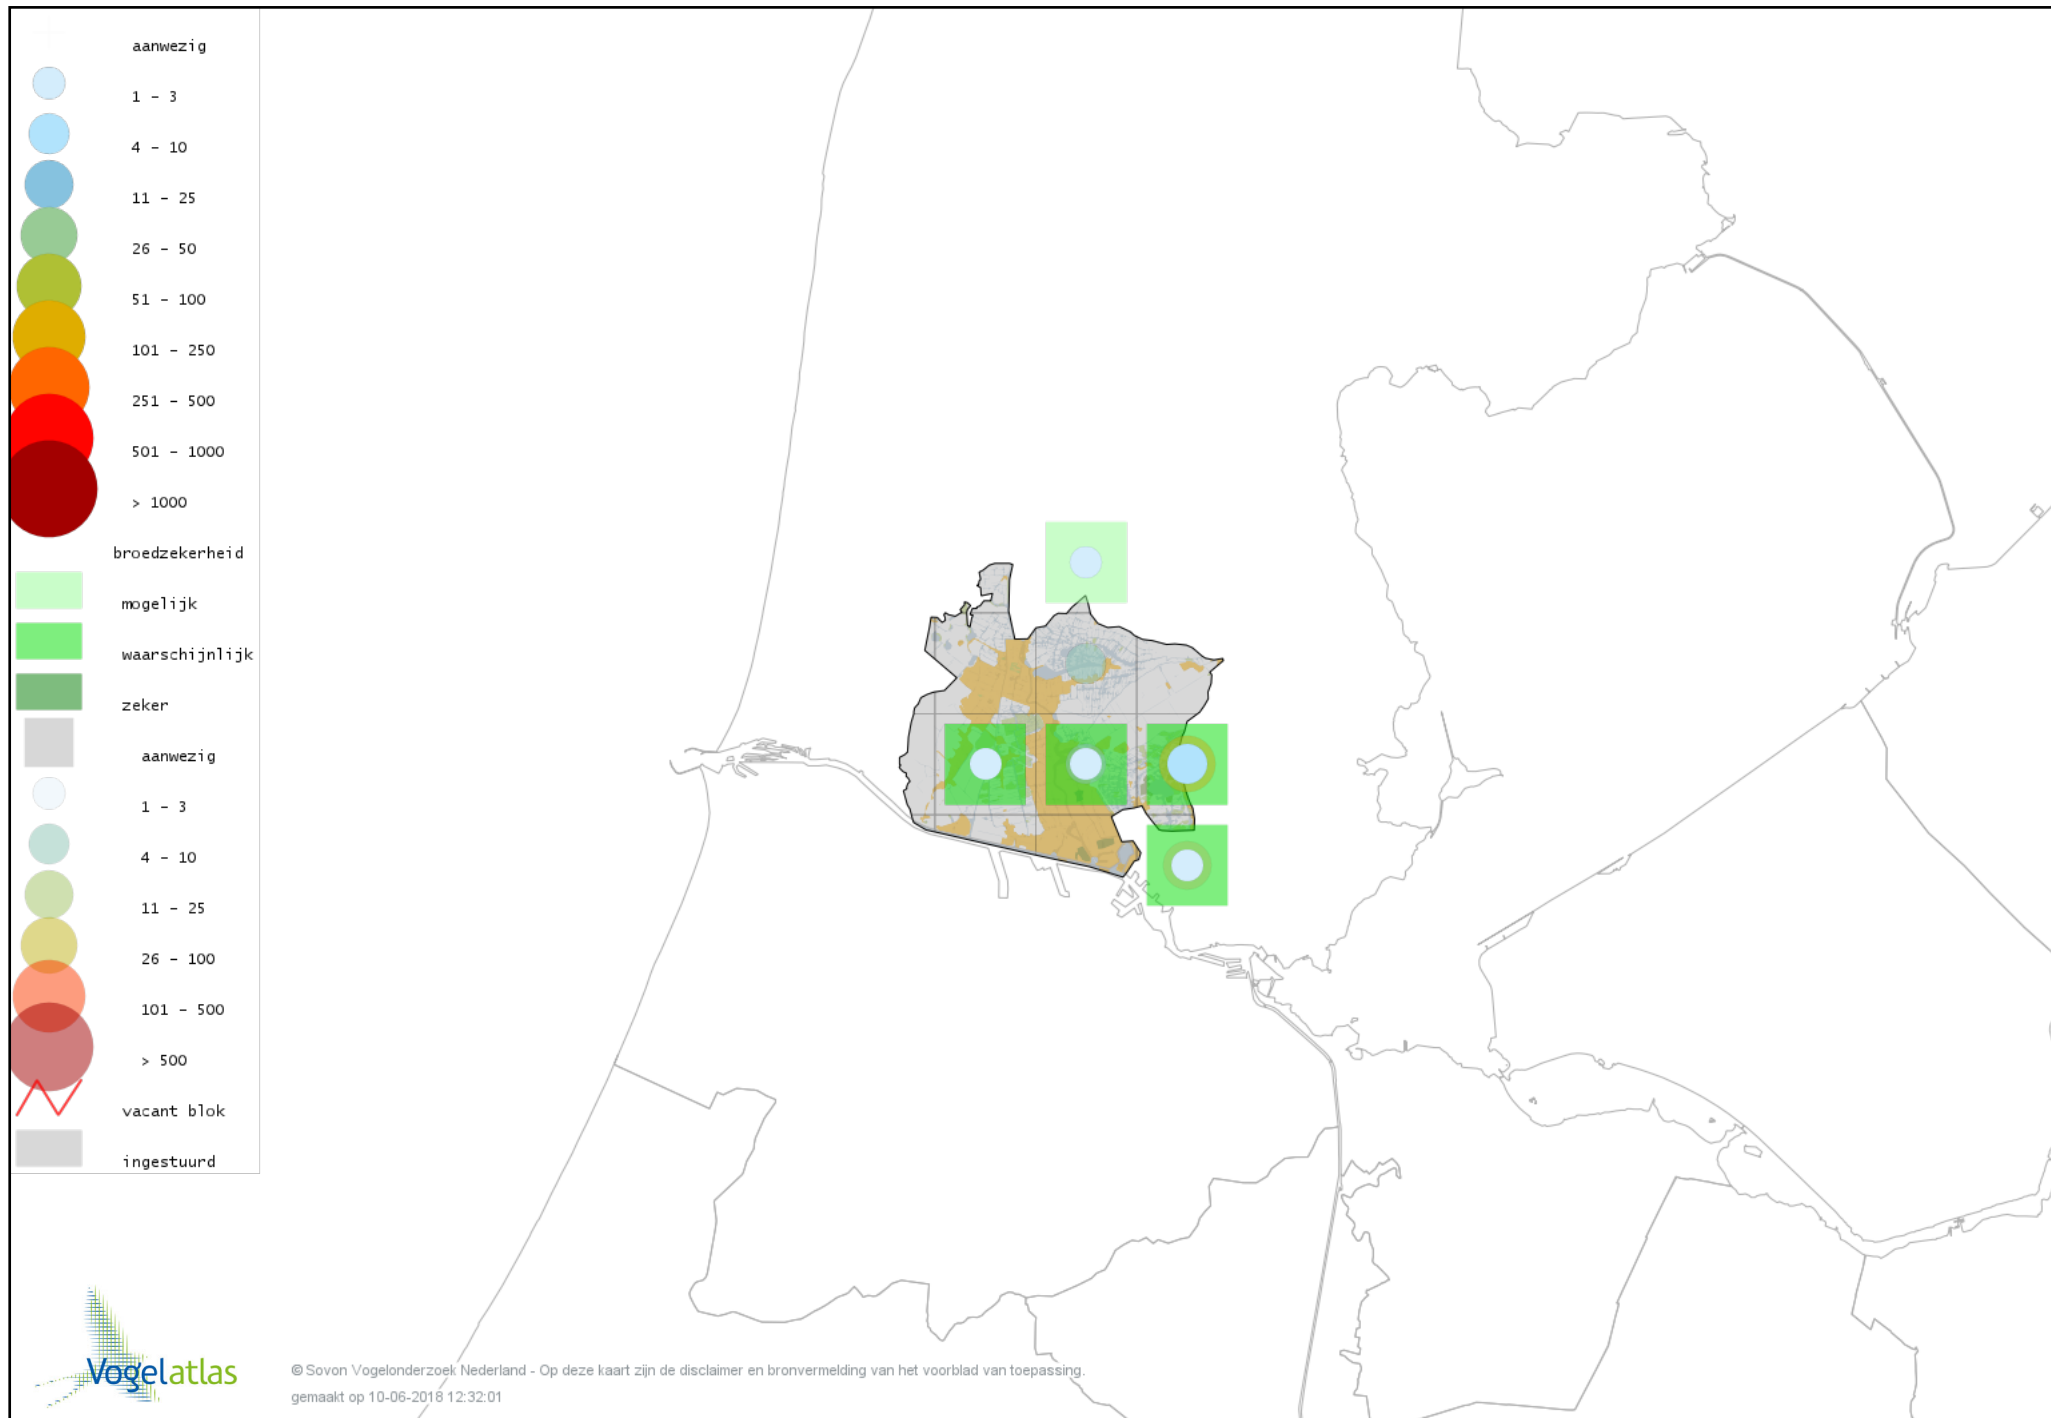 aanwezig
1 - 3
4 - 10
11 - 25
26 - 50
51 - 100
101 - 250
251 - 500
501 - 1000
> 1000
broedzekerheid
mogelijk
waarschijnlijk
zeker
aanwezig
1 - 3
4 - 10
11 - 25
26 - 100
101 - 500
> 500
vacant blok
ingestuurd
Vogelatlas
© Sovon Vogelonderzoek Nederland - Op deze kaart zijn de disclaimer en bronvermelding van het voorblad van toepassing.
gemaakt op 10-06-2018 12:32:01